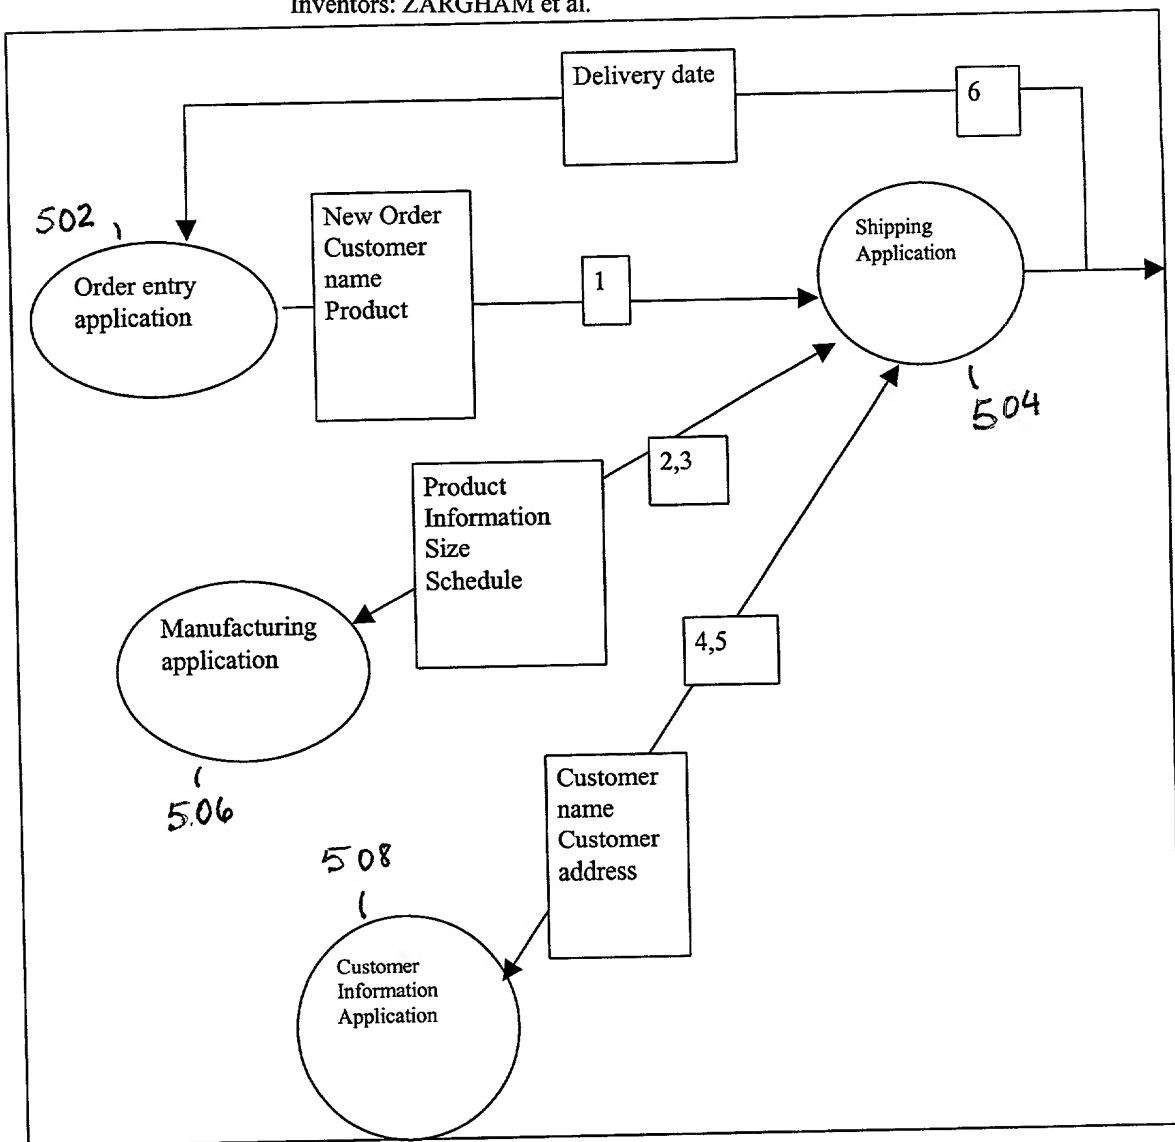 Inventors: ZARGHAM et al.
Delivery date
6
502
New Order
Customer
name
Product
Shipping
Application
Order entry
application
1
504
2,3
Product
Information
Size
Schedule
Manufacturing
application
4,5
506
Customer
name
Customer
address
508
Customer
Information
Application